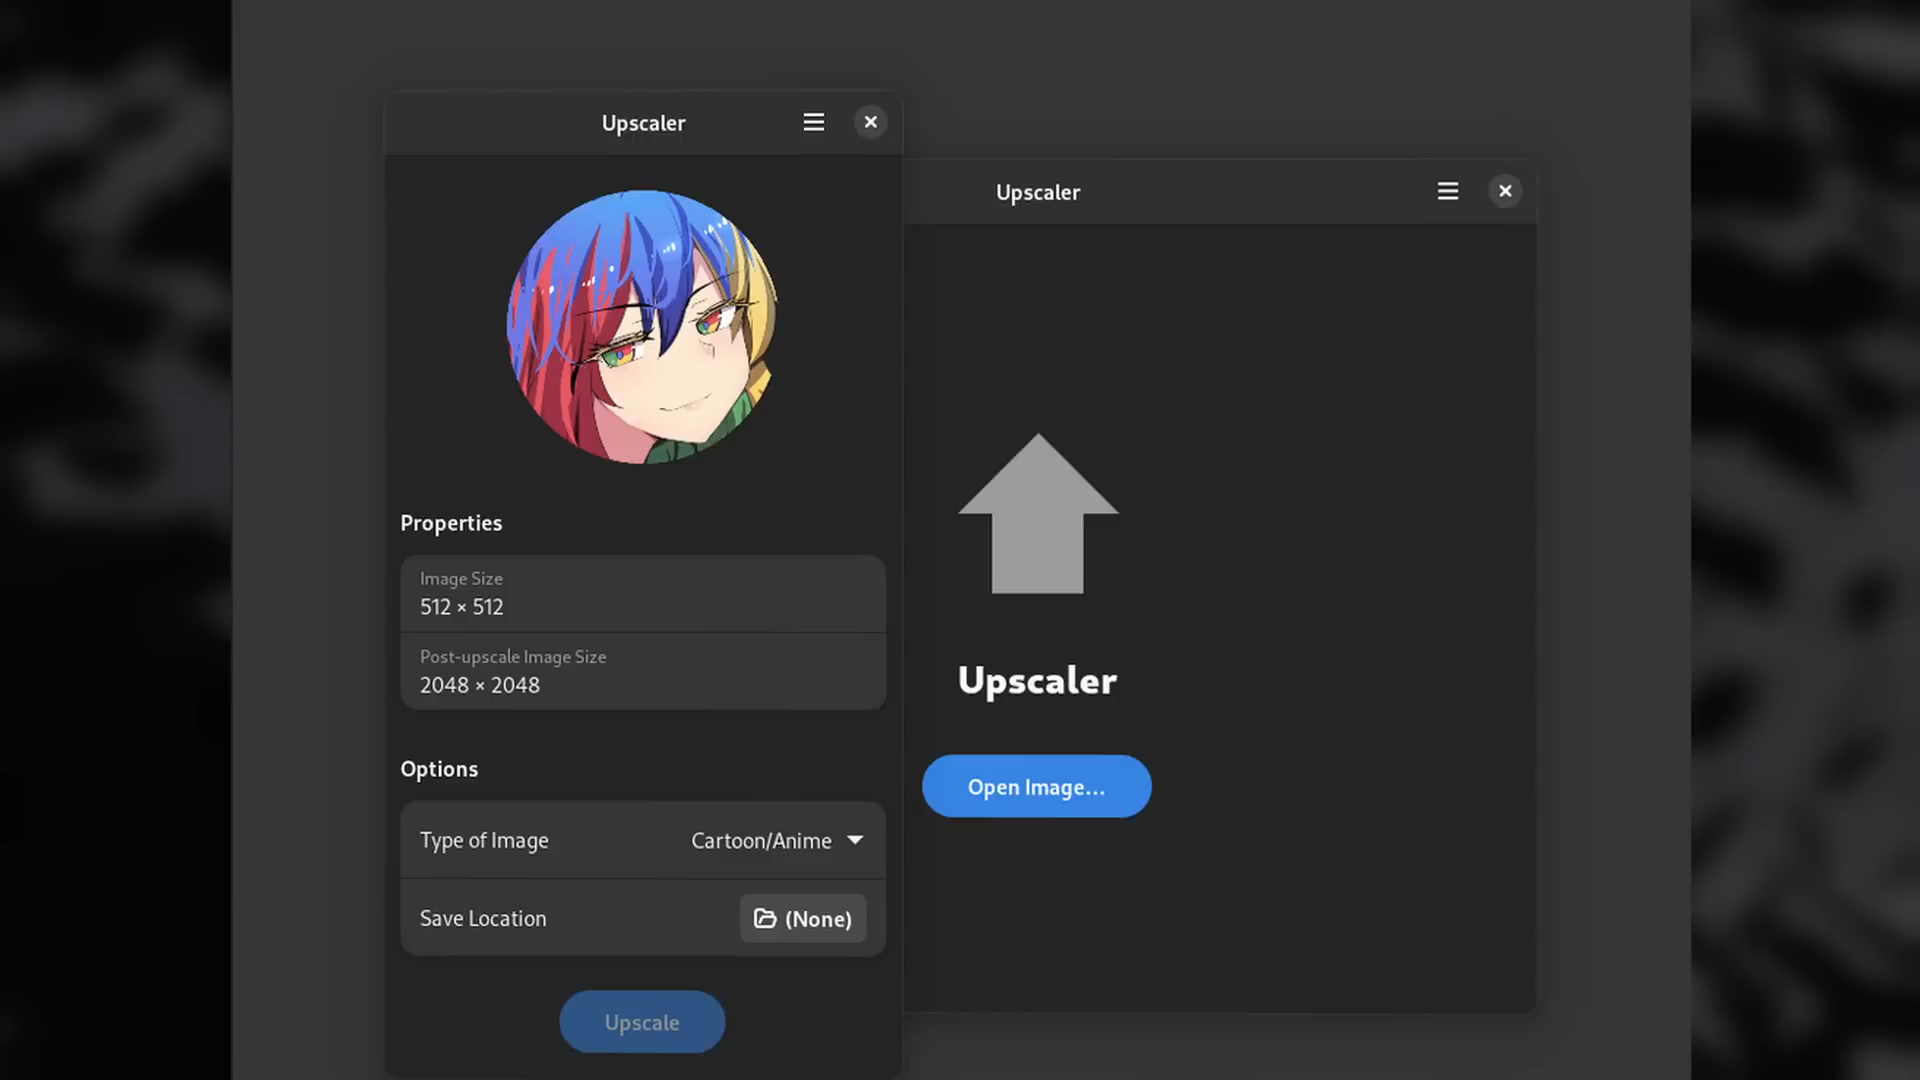 Upscaler
Properties
Image Size
512 × 512
Post-upscale Image Size
2048 × 2048
Options
Type of Image Cartoon/Anime
Save Location (None)
Upscale
Upscaler
Upscaler
Open Image...